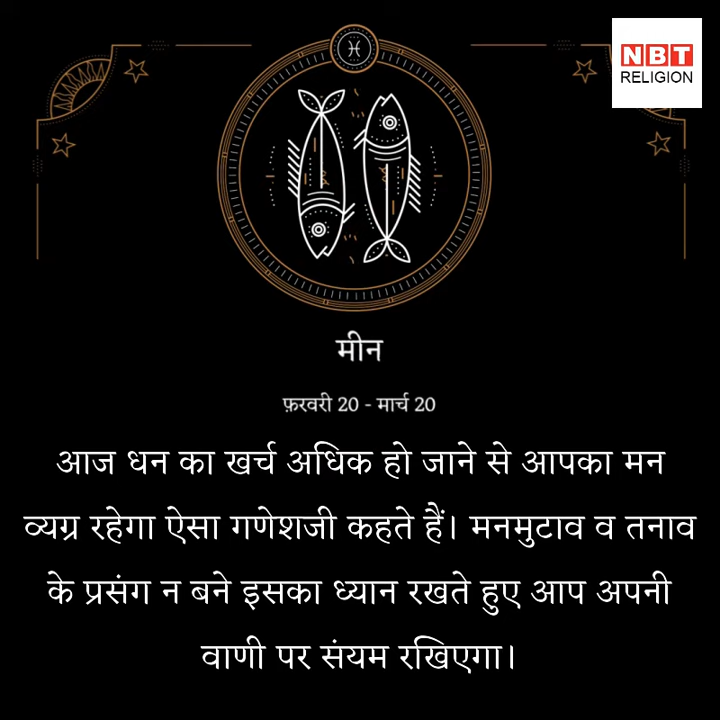 NBT
RELIGION
मीन
फ़रवरी 20 - मार्च 20
आज धन का खर्च अधिक हो जाने से आपका मन
व्यग्र रहेगा ऐसा गणेशजी कहते हैं। मनमुटाव व तनाव
के प्रसंग न बने इसका ध्यान रखते हुए आप अपनी
वाणी पर संयम रखिएगा।